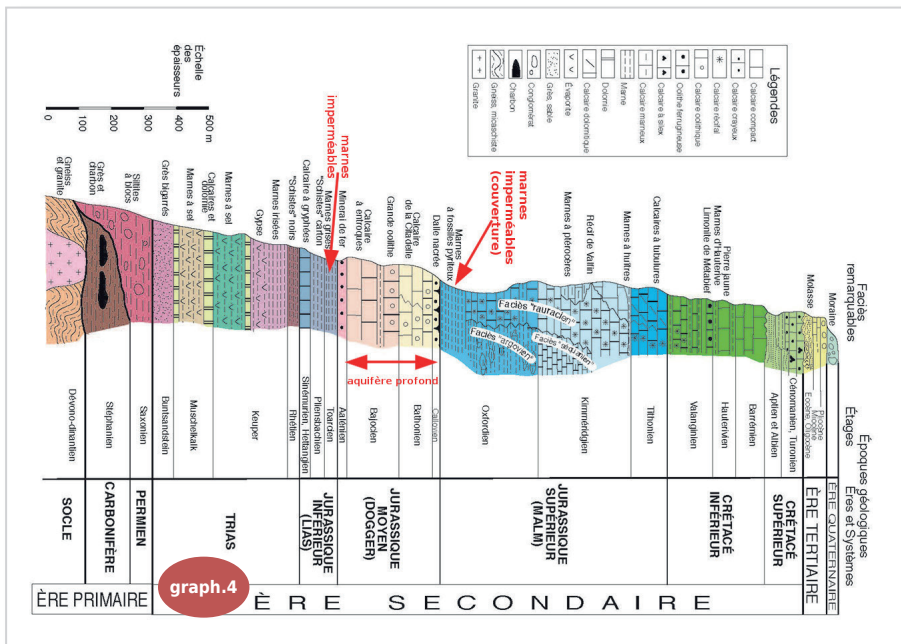 Légendes
Calcaire compact
Calcaire crayeux
Calcaire récifal
Calcaire oolithique
Oolithe ferrugineuse
Calcaire à silex
Calcaire marneux
Marne
Dolomie
Calcaire dolomitique
Évaporite
Grès, sable
Conglomérat
Charbon
Gneiss, micaschiste
Granite
Échelle
des
épaisseurs
0
100
200
300
400
500 m
Faciès
remarquables
Moraine
Molasse
Pierre jaune
Marnes d'Hauterive
Limonite de Métabief
Calcaires à tubulures
Marnes à huîtres
Récif de Valfin
Marnes à ptérocères
Marnes
à fossiles pyriteux
Dalle nacrée
Calcaire
de la Citadelle
Grande oolithe
Calcaire
à entroques
Minerai de fer
Marnes grises
"Schistes" carton
Calcaire à gryphées
"Schistes" noirs
Marnes irisées
Gypse
Marnes à sel
Calcaires et
dolomie
Marnes à sel
Grès bigarrés
Siltites
à blocs
Grès et
charbon
Gneiss
et granite
marnes
imperméables
marnes
imperméables
(couverture)
aquifère profond
Faciès "rauracien"
Faciès "argovien"
Faciès "séquanien"
Étages
Pliocène
Miocène
Eocène Oligocène
Cénomanien, Turonien
Aptien et Albien
Barrémien
Hauterivien
Valanginien
Tithonien
Kimméridgien
Oxfordien
Callovien
Bathonien
Bajocien
Aalénien
Toarcien
Pliensbachien
Sinémurien, Hettangien
Rhétien
Keuper
Muschelkalk
Buntsandstein
Saxonien
Stéphanien
Dévono-dinantien
Époques géologiques
Ères et Systèmes
ÈRE QUATERNAIRE
ÈRE TERTIAIRE
CRÉTACÉ
SUPÉRIEUR
CRÉTACÉ
INFÉRIEUR
JURASSIQUE
SUPÉRIEUR
(MALM)
JURASSIQUE
MOYEN
(DOGGER)
JURASSIQUE
INFÉRIEUR
(LIAS)
TRIAS
PERMIEN
CARBONIFÈRE
SOCLE
ÈRE PRIMAIRE
ÈRE SECONDAIRE
graph.4